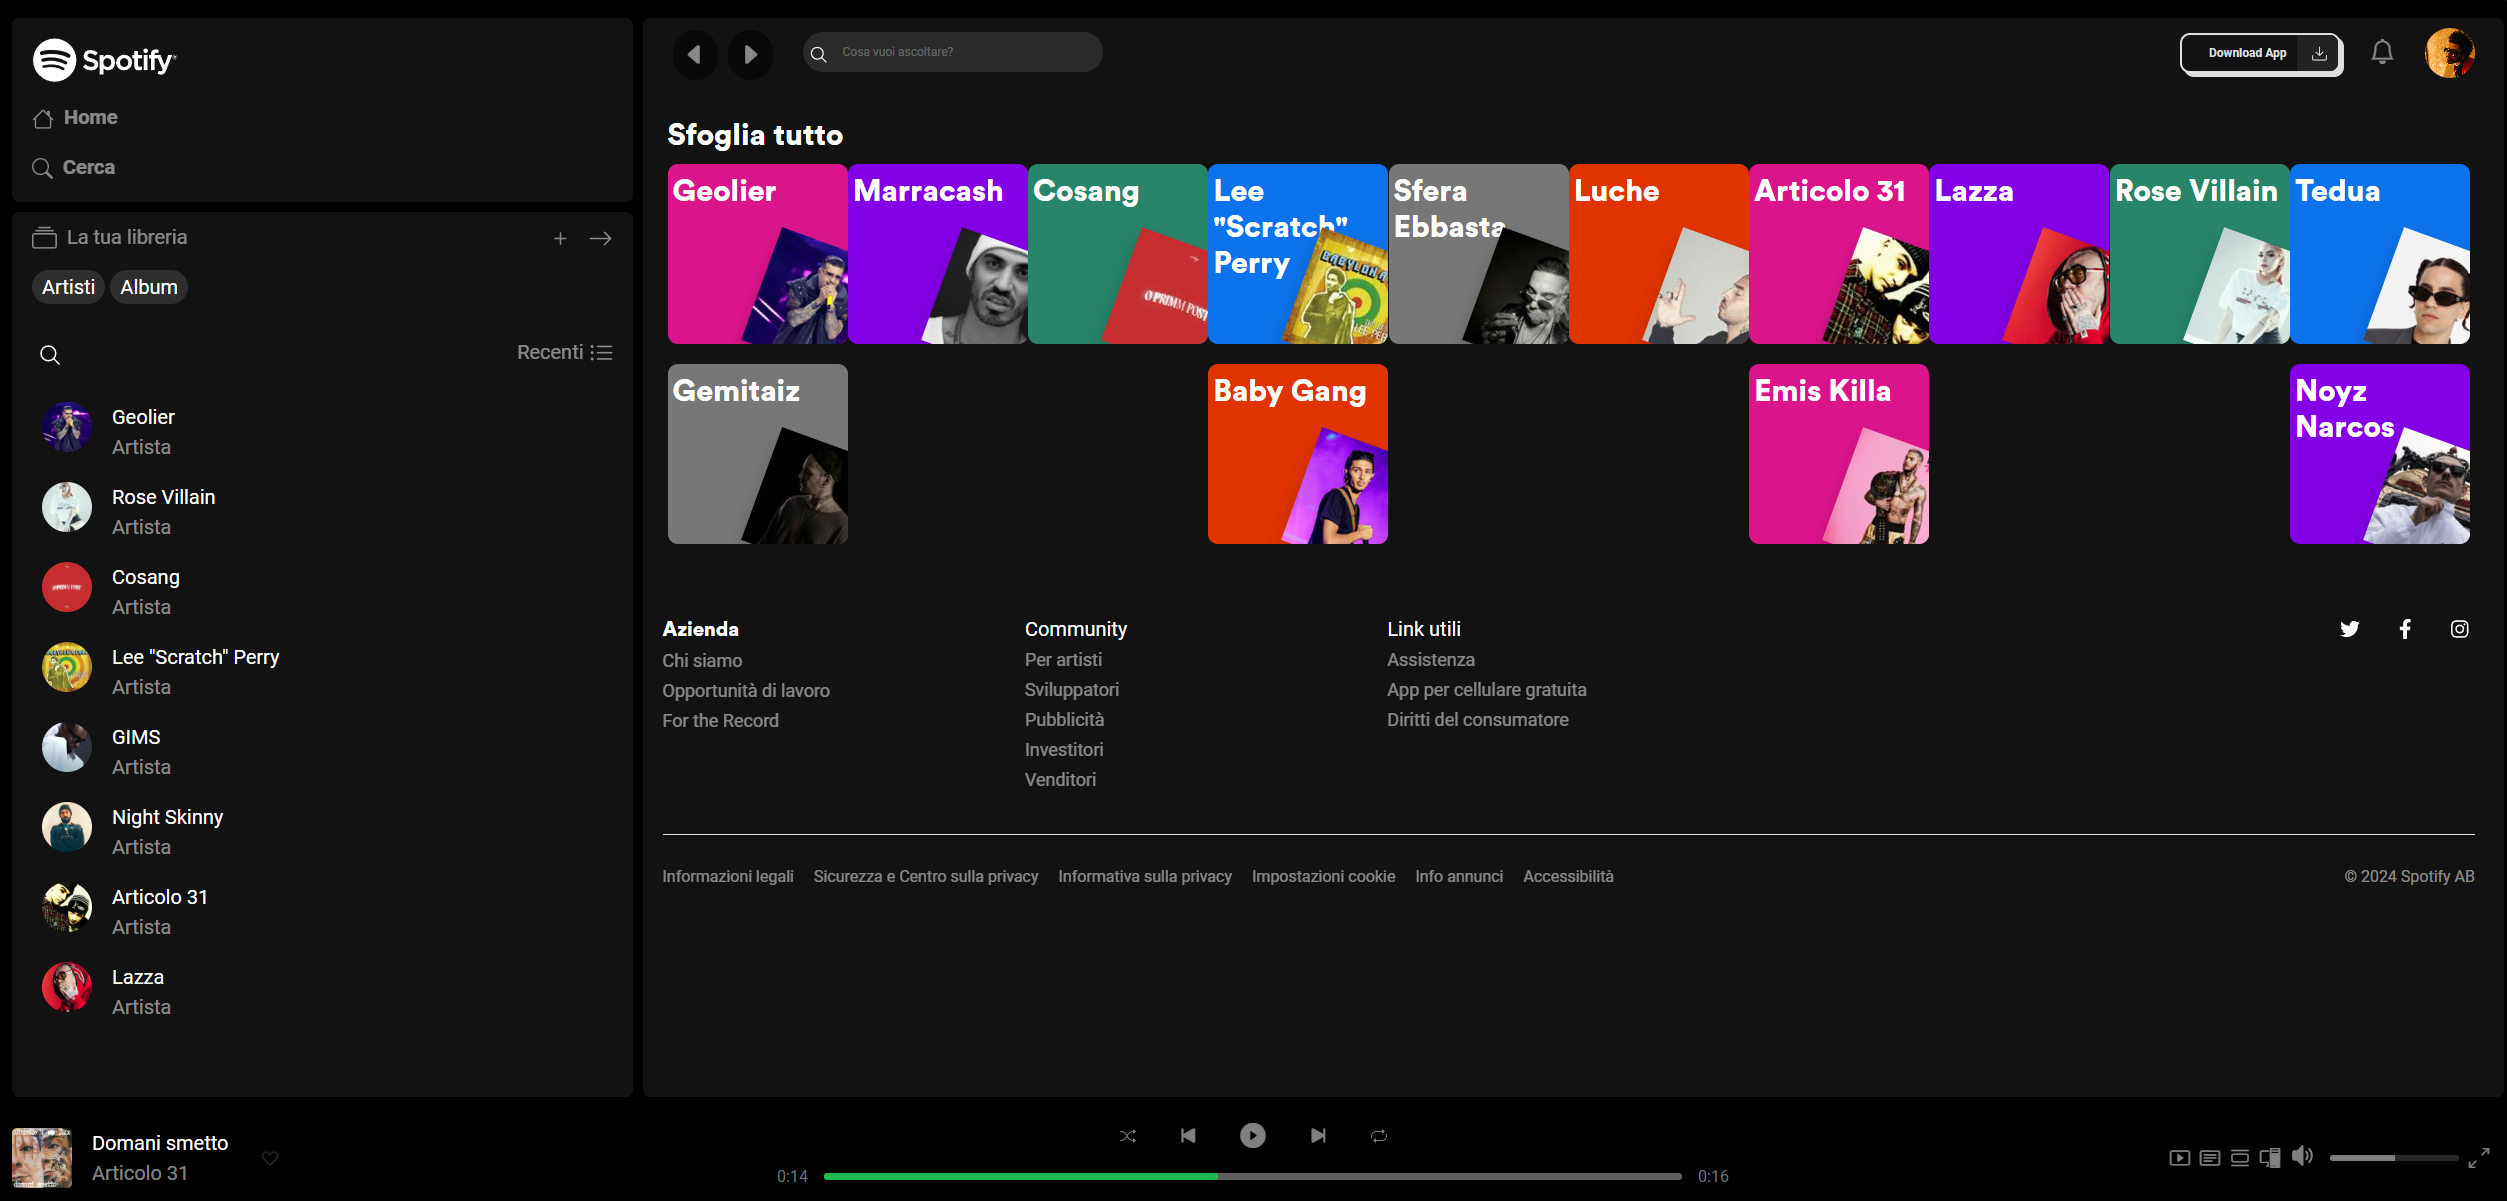 Spotify
Home
Cerca
La tua libreria
Artisti Album
Recenti
Geolier
Artista
Rose Villain
Artista
Cosang
Artista
Lee "Scratch" Perry
Artista
GIMS
Artista
Night Skinny
Artista
Articolo 31
Artista
Lazza
Artista
Cosa vuoi ascoltare?
Download App
Sfoglia tutto
Geolier
Marracash
Cosang
O PRIMM POST
Lee
"Scratch"
Perry
BABYLON A
Sfera
Ebbasta
Luche
Articolo 31
Lazza
Rose Villain
Tedua
Gemitaiz
Baby Gang
Emis Killa
Noyz
Narcos
Azienda
Chi siamo
Opportunità di lavoro
For the Record
Community
Per artisti
Sviluppatori
Pubblicità
Investitori
Venditori
Link utili
Assistenza
App per cellulare gratuita
Diritti del consumatore
Informazioni legali Sicurezza e Centro sulla privacy Informativa sulla privacy Impostazioni cookie Info annunci Accessibilità © 2024 Spotify AB
Domani smetto
Articolo 31
0:14 0:16